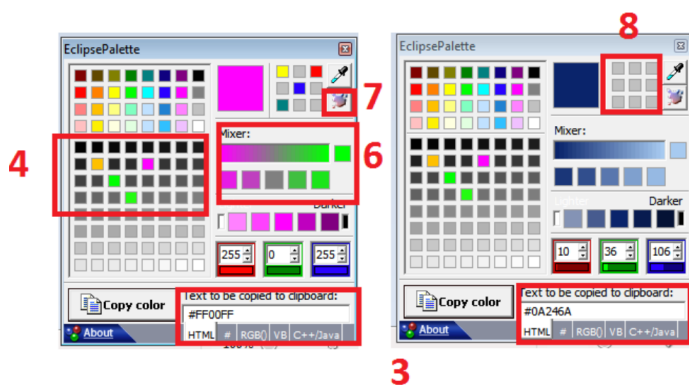 8
EclipsePalette
EclipsePalette
7
Mixer:
Mixer:
4
6
Darker
Darker
255 0 255
10 36 106
Copy color
Text to be copied to clipboard:
#FF00FF
About
HTML # RGB() VB C++/Java
Copy color
Text to be copied to clipboard:
#0A246A
About
HTML # RGB() VB C++/Java
3